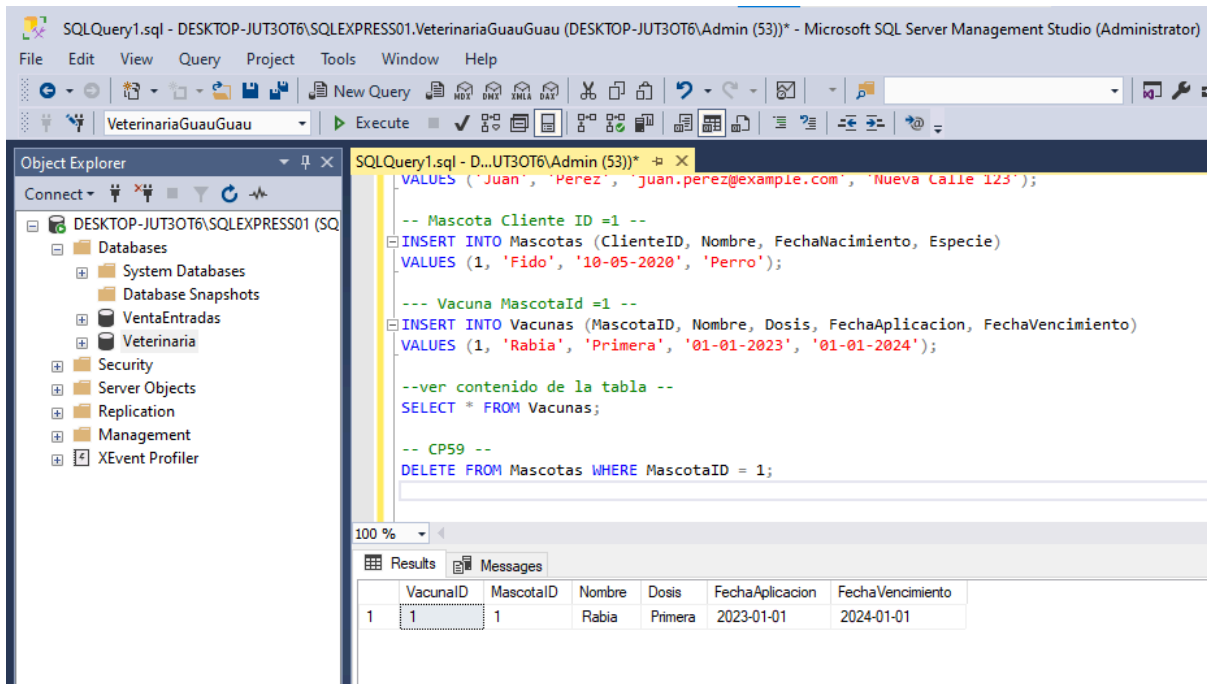 SQLQuery1.sql - DESKTOP-JUT3OT6\SQLEXPRESS01.VeterinariaGuauGuau (DESKTOP-JUT3OT6\Admin (53))* - Microsoft SQL Server Management Studio (Administrator)
File Edit View Query Project Tools Window Help
New Query MDX DMX XMLA DAX
VeterinariaGuauGuau Execute
Object Explorer
SQLQuery1.sql - D...UT3OT6\Admin (53))*
Connect
DESKTOP-JUT3OT6\SQLEXPRESS01 (SQ
Databases
System Databases
Database Snapshots
VentaEntradas
Veterinaria
Security
Server Objects
Replication
Management
XEvent Profiler
VALUES ('Juan', 'Perez', 'juan.perez@example.com', 'Nueva Calle 123');
-- Mascota Cliente ID =1 --
INSERT INTO Mascotas (ClienteID, Nombre, FechaNacimiento, Especie)
VALUES (1, 'Fido', '10-05-2020', 'Perro');
--- Vacuna MascotaId =1 --
INSERT INTO Vacunas (MascotaID, Nombre, Dosis, FechaAplicacion, FechaVencimiento)
VALUES (1, 'Rabia', 'Primera', '01-01-2023', '01-01-2024');
--ver contenido de la tabla --
SELECT * FROM Vacunas;
-- CP59 --
DELETE FROM Mascotas WHERE MascotaID = 1;
100 %
Results Messages
VacunaID MascotaID Nombre Dosis FechaAplicacion FechaVencimiento
1 1 1 Rabia Primera 2023-01-01 2024-01-01